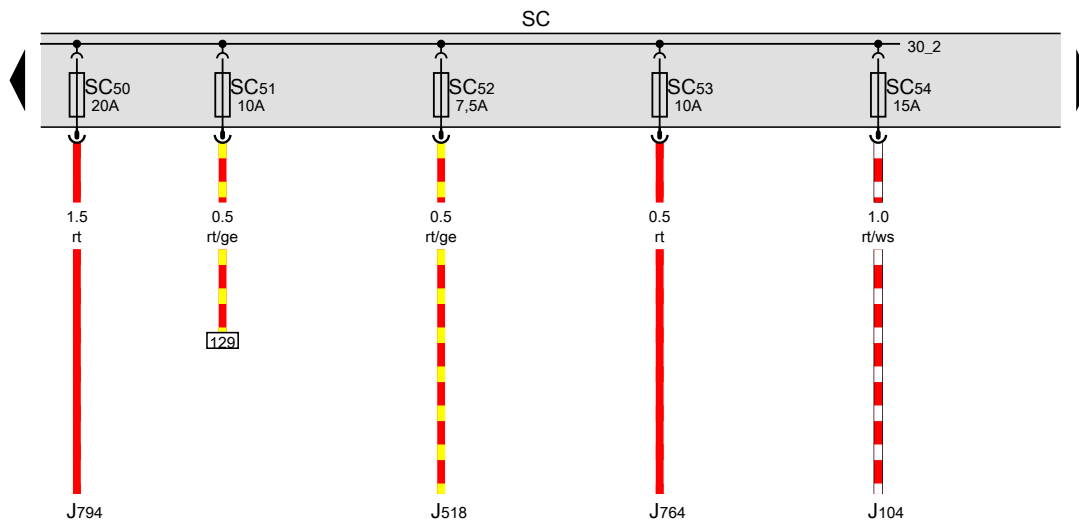 SC
30_2
SC50
20A
SC51
10A
SC52
7,5A
SC53
10A
SC54
15A
1.5
rt
0.5
rt/ge
0.5
rt/ge
0.5
rt
1.0
rt/ws
129
J794
J518
J764
J104